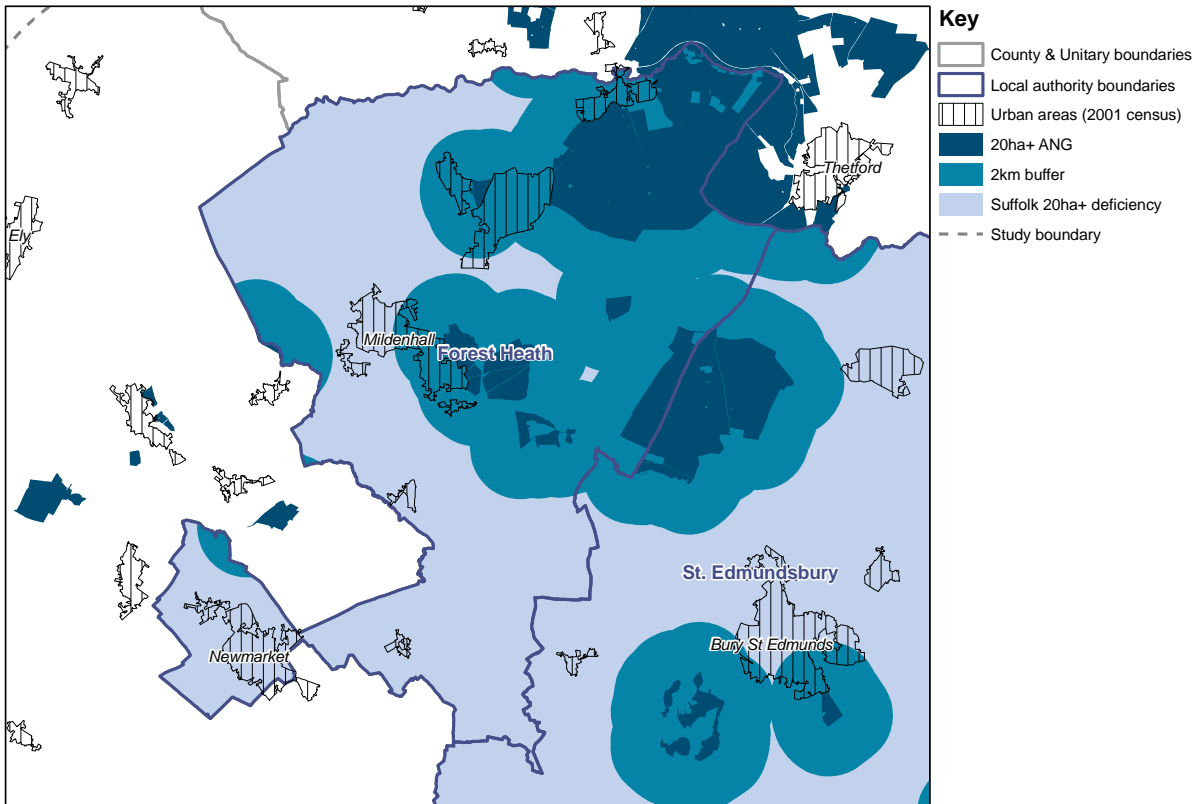 Key
County & Unitary boundaries
Local authority boundaries
Urban areas (2001 census)
20ha+ ANG
2km buffer
Suffolk 20ha+ deficiency
Study boundary
Thetford
Ely
Mildenhall
Forest Heath
St. Edmundsbury
Bury St Edmunds
Newmarket